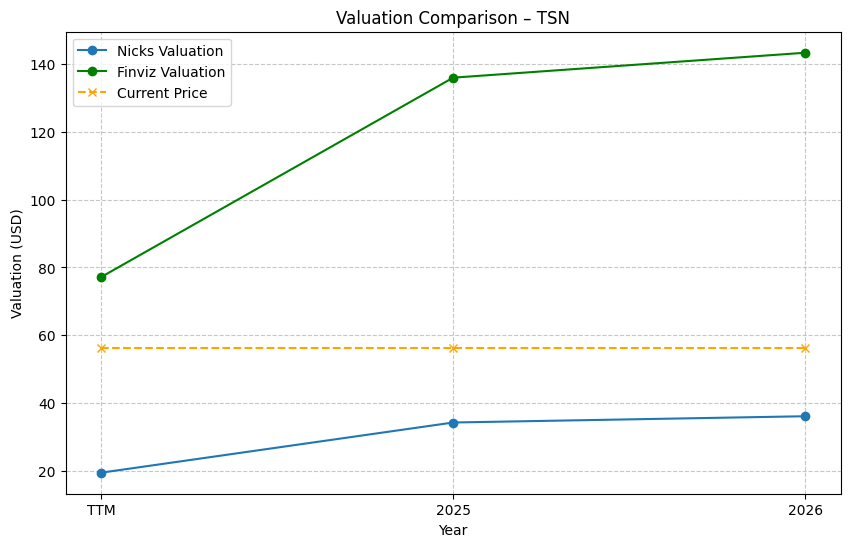 Valuation Comparison – TSN
Nicks Valuation
Finviz Valuation
Current Price
Valuation (USD)
140
120
100
80
60
40
20
TTM
2025
2026
Year